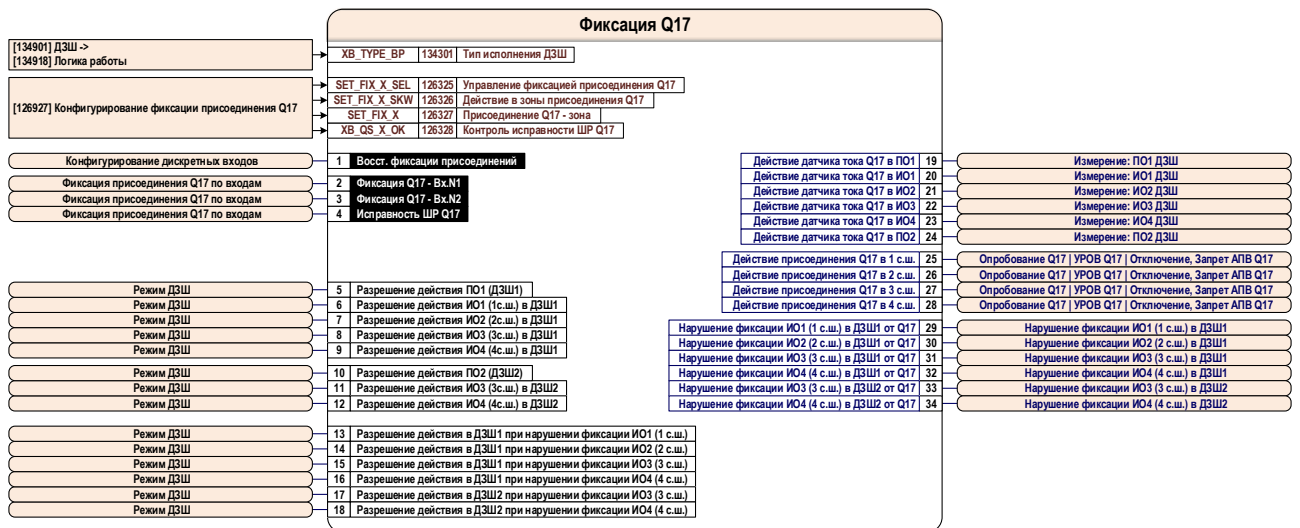 Фиксация Q17
[134901] ДЗШ ->
[134918] Логика работы
XB_TYPE_BP 134301 Тип исполнения ДЗШ
[126927] Конфигурирование фиксации присоединения Q17
SET_FIX_X_SEL 126325 Управление фиксацией присоединения Q17
SET_FIX_X_SKW 126326 Действие в зоны присоединения Q17
SET_FIX_X 126327 Присоединение Q17 - зона
XB_QS_X_OK 126328 Контроль исправности ШР Q17
Конфигурирование дискретных входов 1 Восст. фиксации присоединений
Фиксация присоединения Q17 по входам 2 Фиксация Q17 - Вх.N1
Фиксация присоединения Q17 по входам 3 Фиксация Q17 - Вх.N2
Фиксация присоединения Q17 по входам 4 Исправность ШР Q17
Действие датчика тока Q17 в ПО1 19 Измерение: ПО1 ДЗШ
Действие датчика тока Q17 в ИО1 20 Измерение: ИО1 ДЗШ
Действие датчика тока Q17 в ИО2 21 Измерение: ИО2 ДЗШ
Действие датчика тока Q17 в ИО3 22 Измерение: ИО3 ДЗШ
Действие датчика тока Q17 в ИО4 23 Измерение: ИО4 ДЗШ
Действие датчика тока Q17 в ПО2 24 Измерение: ПО2 ДЗШ
Действие присоединения Q17 в 1 с.ш. 25 Опробование Q17 | УРОВ Q17 | Отключение, Запрет АПВ Q17
Действие присоединения Q17 в 2 с.ш. 26 Опробование Q17 | УРОВ Q17 | Отключение, Запрет АПВ Q17
Действие присоединения Q17 в 3 с.ш. 27 Опробование Q17 | УРОВ Q17 | Отключение, Запрет АПВ Q17
Действие присоединения Q17 в 4 с.ш. 28 Опробование Q17 | УРОВ Q17 | Отключение, Запрет АПВ Q17
Режим ДЗШ 5 Разрешение действия ПО1 (ДЗШ1)
Режим ДЗШ 6 Разрешение действия ИО1 (1с.ш.) в ДЗШ1
Режим ДЗШ 7 Разрешение действия ИО2 (2с.ш.) в ДЗШ1
Режим ДЗШ 8 Разрешение действия ИО3 (3с.ш.) в ДЗШ1
Режим ДЗШ 9 Разрешение действия ИО4 (4с.ш.) в ДЗШ1
Режим ДЗШ 10 Разрешение действия ПО2 (ДЗШ2)
Режим ДЗШ 11 Разрешение действия ИО3 (3с.ш.) в ДЗШ2
Режим ДЗШ 12 Разрешение действия ИО4 (4с.ш.) в ДЗШ2
Нарушение фиксации ИО1 (1 с.ш.) в ДЗШ1 от Q17 29 Нарушение фиксации ИО1 (1 с.ш.) в ДЗШ1
Нарушение фиксации ИО2 (2 с.ш.) в ДЗШ1 от Q17 30 Нарушение фиксации ИО2 (2 с.ш.) в ДЗШ1
Нарушение фиксации ИО3 (3 с.ш.) в ДЗШ1 от Q17 31 Нарушение фиксации ИО3 (3 с.ш.) в ДЗШ1
Нарушение фиксации ИО4 (4 с.ш.) в ДЗШ1 от Q17 32 Нарушение фиксации ИО4 (4 с.ш.) в ДЗШ1
Нарушение фиксации ИО3 (3 с.ш.) в ДЗШ2 от Q17 33 Нарушение фиксации ИО3 (3 с.ш.) в ДЗШ2
Нарушение фиксации ИО4 (4 с.ш.) в ДЗШ2 от Q17 34 Нарушение фиксации ИО4 (4 с.ш.) в ДЗШ2
Режим ДЗШ 13 Разрешение действия в ДЗШ1 при нарушении фиксации ИО1 (1 с.ш.)
Режим ДЗШ 14 Разрешение действия в ДЗШ1 при нарушении фиксации ИО2 (2 с.ш.)
Режим ДЗШ 15 Разрешение действия в ДЗШ1 при нарушении фиксации ИО3 (3 с.ш.)
Режим ДЗШ 16 Разрешение действия в ДЗШ1 при нарушении фиксации ИО4 (4 с.ш.)
Режим ДЗШ 17 Разрешение действия в ДЗШ2 при нарушении фиксации ИО3 (3 с.ш.)
Режим ДЗШ 18 Разрешение действия в ДЗШ2 при нарушении фиксации ИО4 (4 с.ш.)